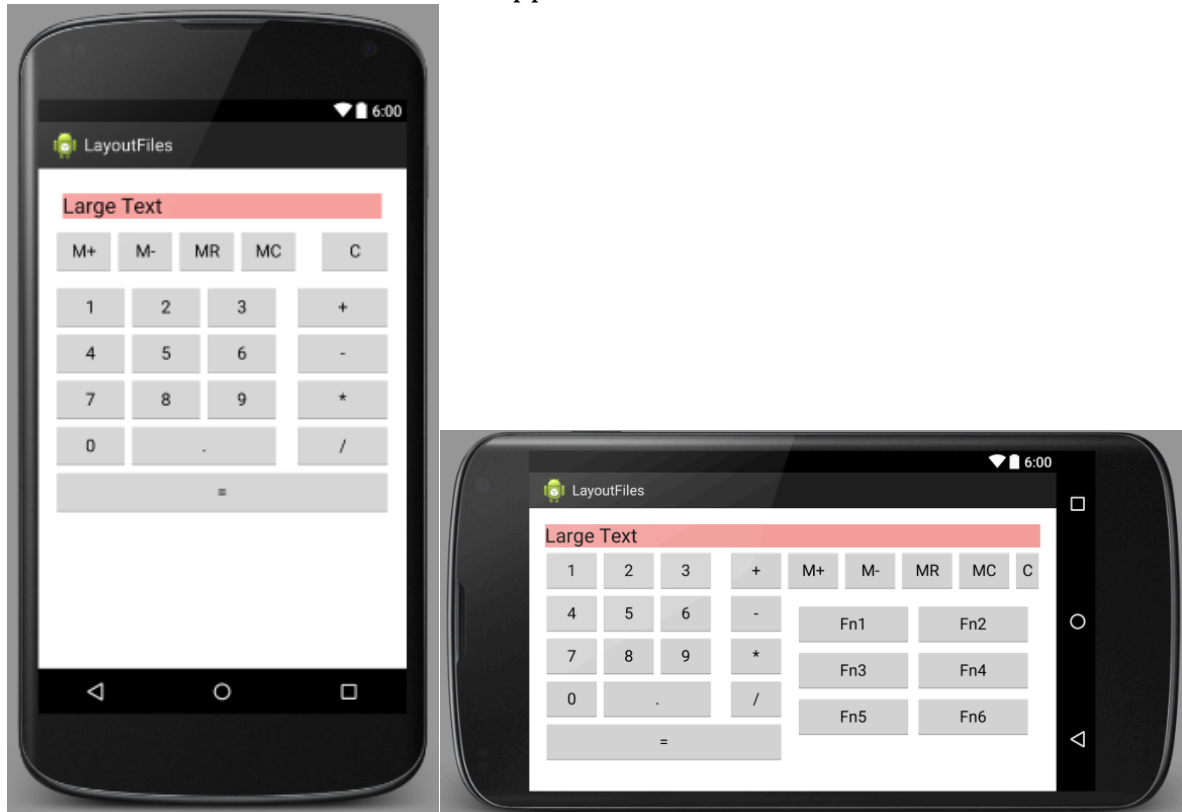 6:00
LayoutFiles
Large Text
M+ M- MR MC C
1 2 3 +
4 5 6 -
7 8 9 *
0 . /
=
6:00
LayoutFiles
Large Text
1 2 3 + M+ M- MR MC C
4 5 6 - Fn1 Fn2
7 8 9 * Fn3 Fn4
0 . / Fn5 Fn6
=